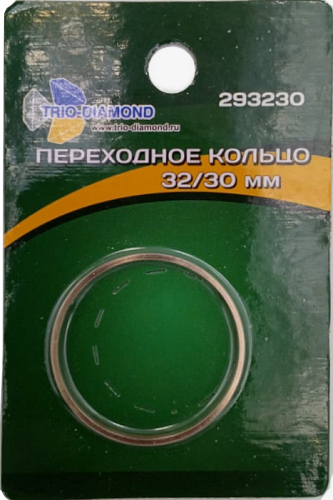 TRIO-DIAMOND
www.trio-diamond.ru
293230
ПЕРЕХОДНОЕ КОЛЬЦО
32/30 мм